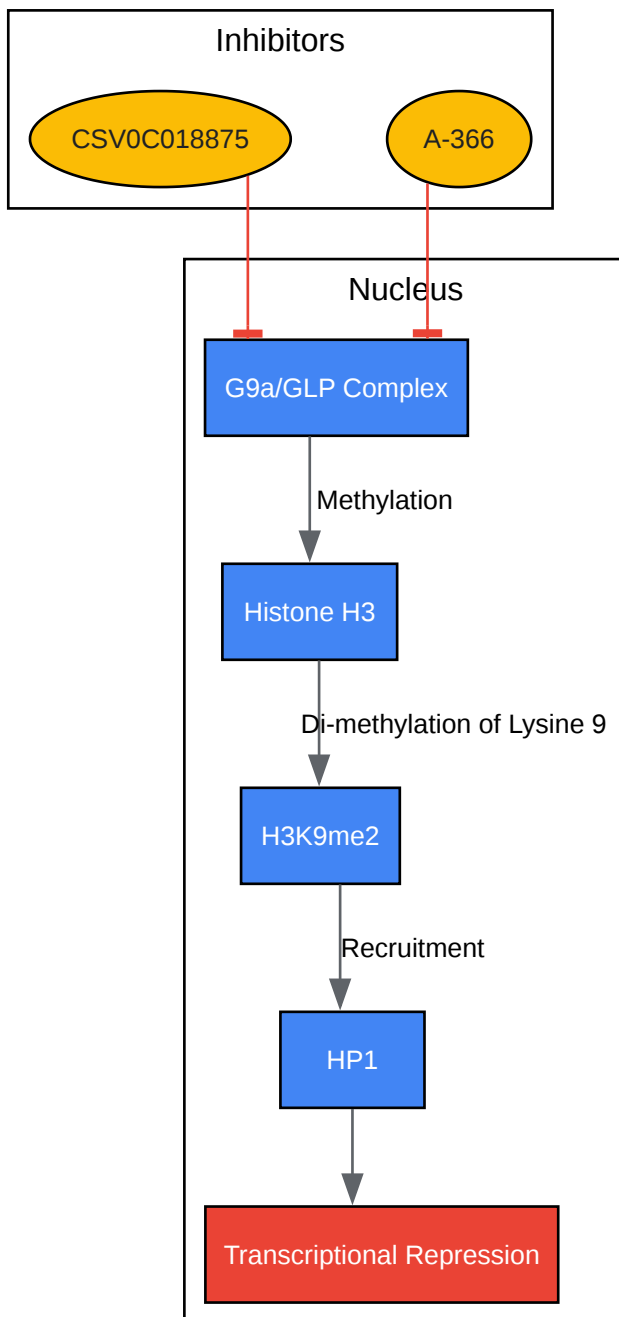 Inhibitors
CSV0C018875
A-366
Nucleus
G9a/GLP Complex
Methylation
Histone H3
Di-methylation of Lysine 9
H3K9me2
Recruitment
HP1
Transcriptional Repression